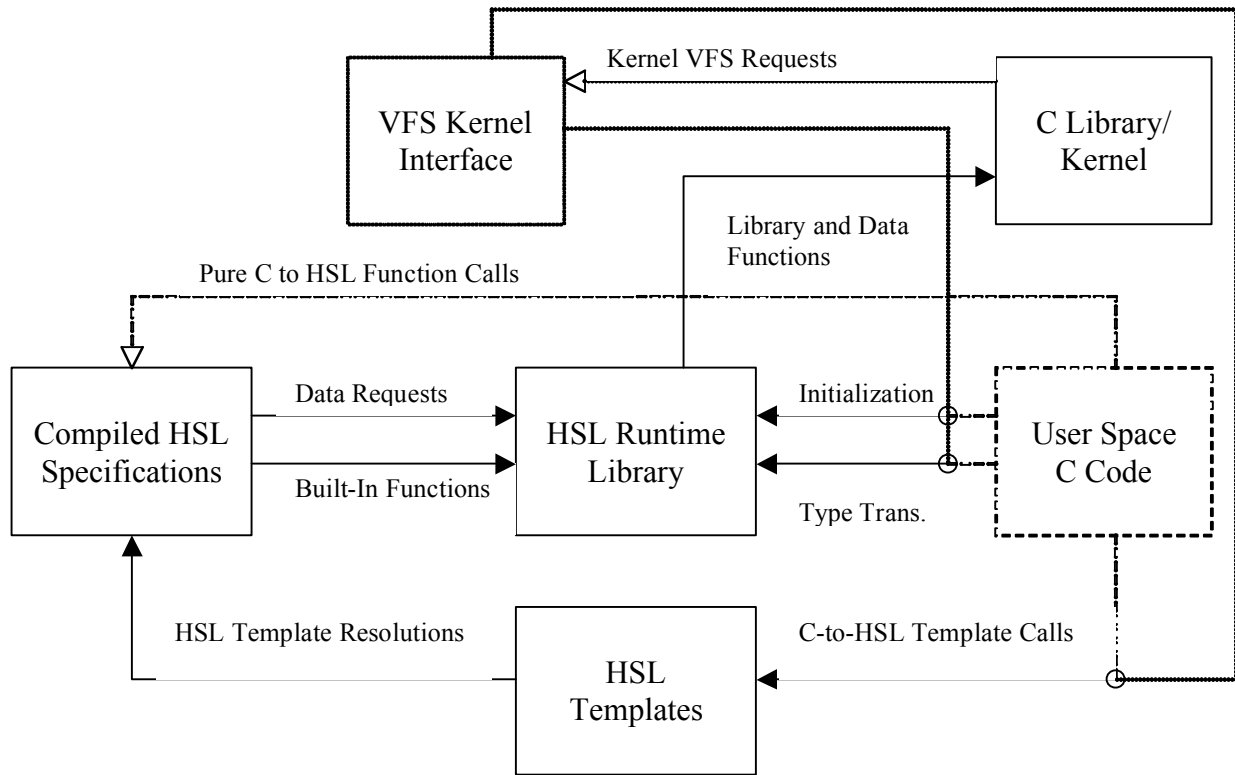 Kernel VFS Requests
VFS Kernel
Interface
C Library/
Kernel
Library and Data
Functions
Pure C to HSL Function Calls
Compiled HSL
Specifications
Data Requests
Built-In Functions
HSL Runtime
Library
Initialization
Type Trans.
User Space
C Code
HSL Template Resolutions
HSL
Templates
C-to-HSL Template Calls